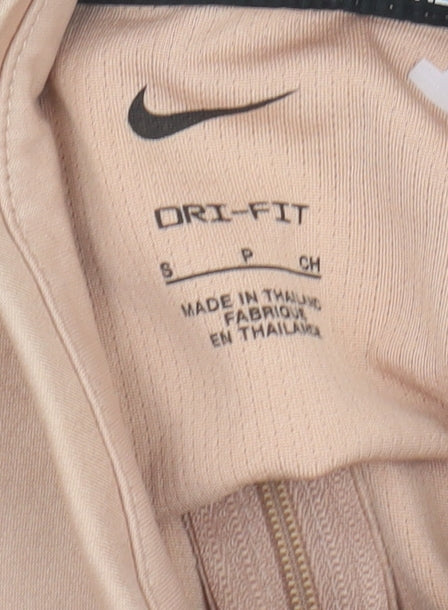 DRI-FIT
S P CH
MADE IN THAILAND
FABRIQUE
EN THAILANDE